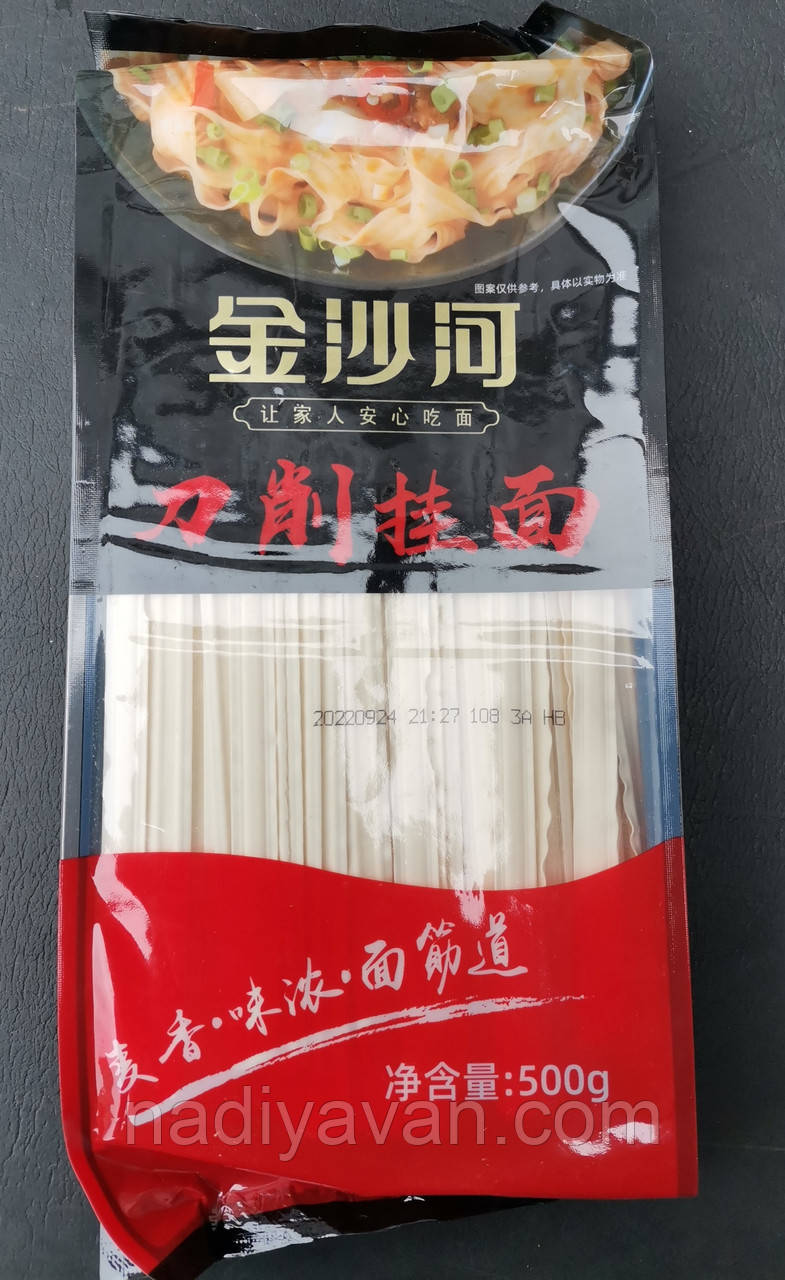 图案仅供参考，具体以实物为准
金沙河
让家人安心吃面
刀削挂面
20220924 21:27 108 3A HB
麦香·味浓·面筋道
净含量:500g
nadiyavan.com